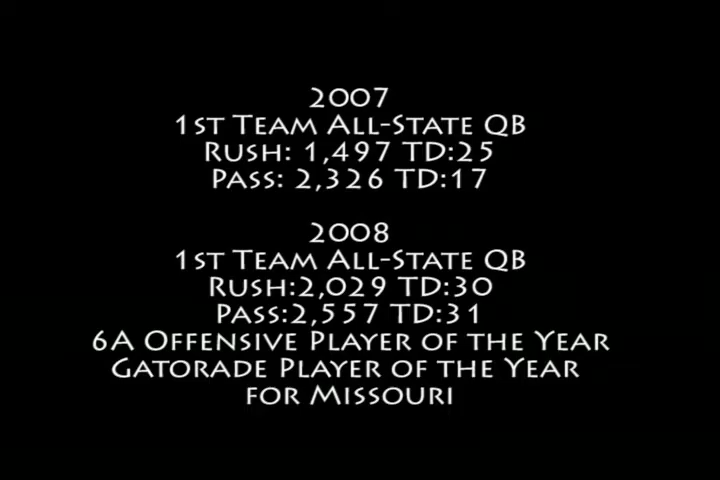 2007
1st Team All-State QB
Rush: 1,497 TD:25
Pass: 2,326 TD:17
2008
1st Team All-State QB
Rush:2,029 TD:30
Pass:2,557 TD:31
6A Offensive Player of the Year
Gatorade Player of the Year
for Missouri